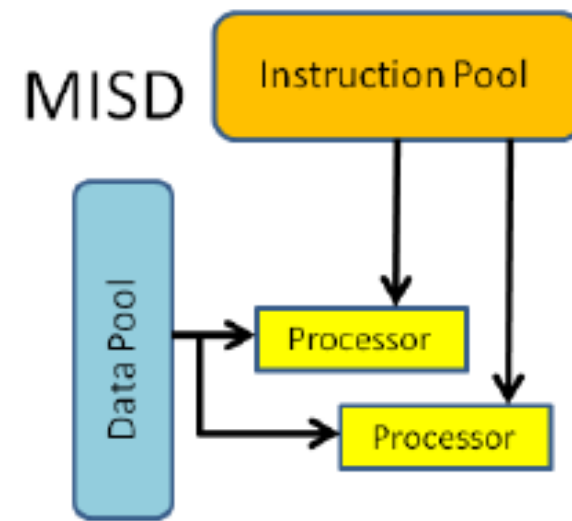 MISD
Instruction Pool
Data Pool
Processor
Processor